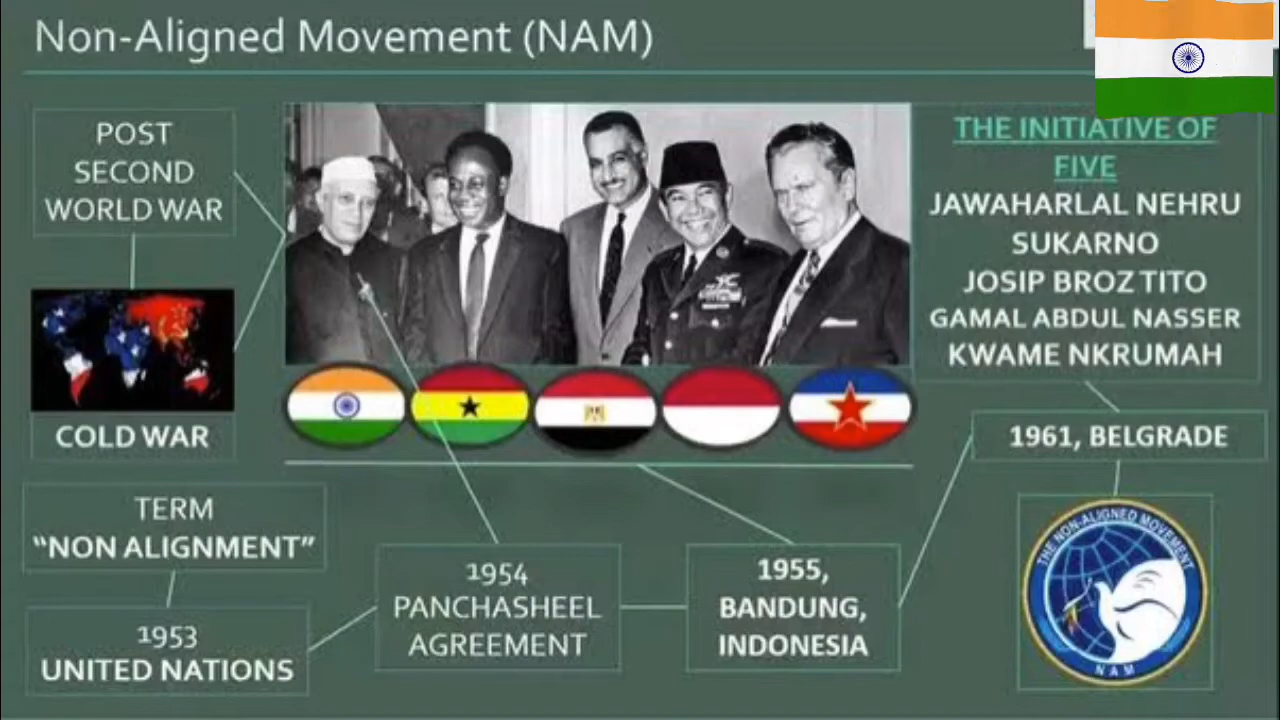 Non-Aligned Movement (NAM)
POST
SECOND
WORLD WAR
COLD WAR
THE INITIATIVE OF
FIVE
JAWAHARLAL NEHRU
SUKARNO
JOSIP BROZ TITO
GAMAL ABDUL NASSER
KWAME NKRUMAH
1961, BELGRADE
TERM
“NON ALIGNMENT”
1953
UNITED NATIONS
1954
PANCHASHEEL
AGREEMENT
1955,
BANDUNG,
INDONESIA
THE NON-ALIGNED MOVEMENT
NAM